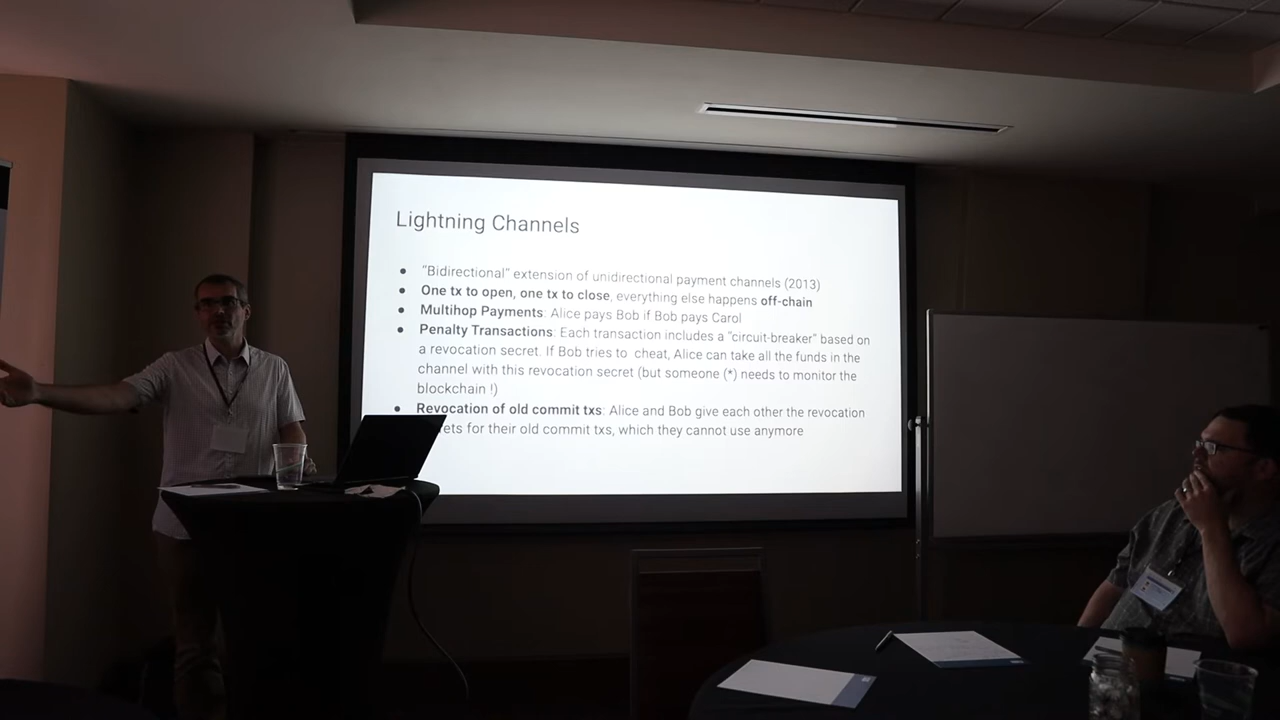 Lightning Channels
● "Bidirectional" extension of unidirectional payment channels (2013)
● One tx to open, one tx to close, everything else happens off-chain
● Multihop Payments: Alice pays Bob if Bob pays Carol
● Penalty Transactions: Each transaction includes a "circuit-breaker" based on
a revocation secret. If Bob tries to cheat, Alice can take all the funds in the
channel with this revocation secret (but someone (*) needs to monitor the
blockchain !)
● Revocation of old commit txs: Alice and Bob give each other the revocation
rets for their old commit txs, which they cannot use anymore